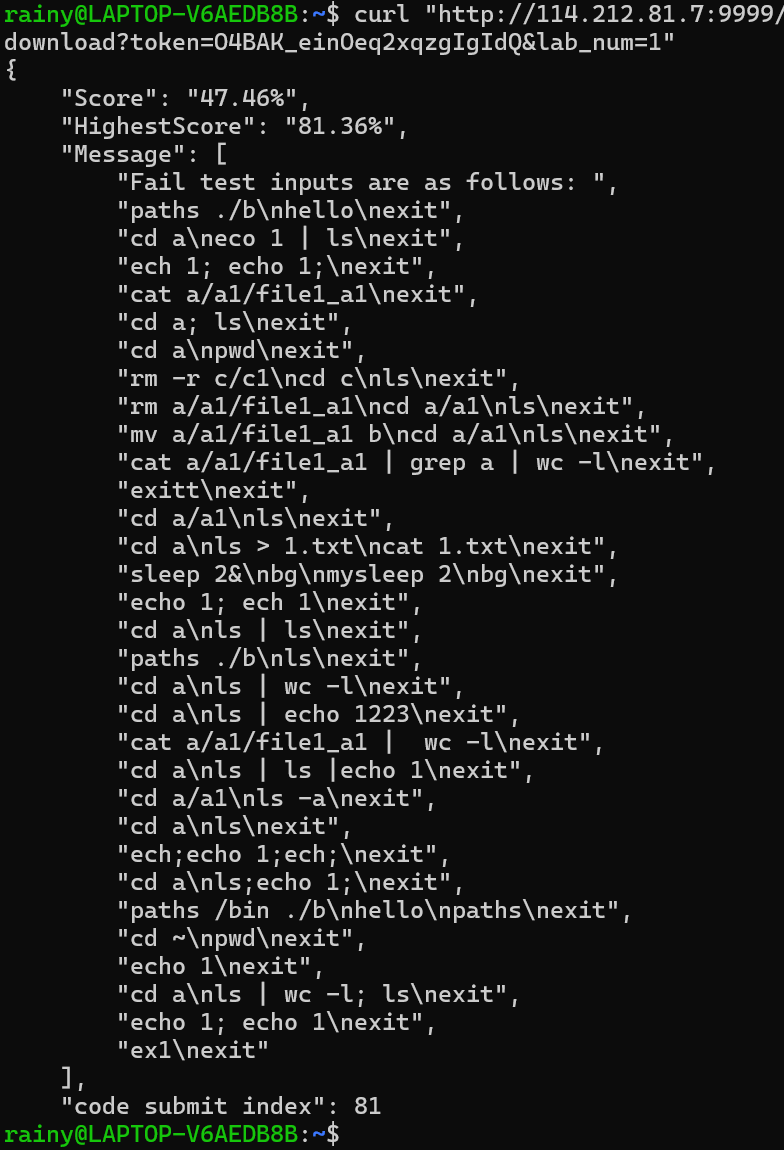 rainy@LAPTOP-V6AEDB8B:~$ curl "http://114.212.81.7:9999/
download?token=O4BAK_einOeq2xqzgIgIdQ&lab_num=1"
{
    "Score": "47.46%",
    "HighestScore": "81.36%",
    "Message": [
        "Fail test inputs are as follows: ",
        "paths ./b\nhello\nexit",
        "cd a\neco 1 | ls\nexit",
        "ech 1; echo 1;\nexit",
        "cat a/a1/file1_a1\nexit",
        "cd a; ls\nexit",
        "cd a\npwd\nexit",
        "rm -r c/c1\ncd c\nls\nexit",
        "rm a/a1/file1_a1\ncd a/a1\nls\nexit",
        "mv a/a1/file1_a1 b\ncd a/a1\nls\nexit",
        "cat a/a1/file1_a1 | grep a | wc -l\nexit",
        "exitt\nexit",
        "cd a/a1\nls\nexit",
        "cd a\nls > 1.txt\ncat 1.txt\nexit",
        "sleep 2&\nbg\nmysleep 2\nbg\nexit",
        "echo 1; ech 1\nexit",
        "cd a\nls | ls\nexit",
        "paths ./b\nls\nexit",
        "cd a\nls | wc -l\nexit",
        "cd a\nls | echo 1223\nexit",
        "cat a/a1/file1_a1 |  wc -l\nexit",
        "cd a\nls | ls |echo 1\nexit",
        "cd a/a1\nls -a\nexit",
        "cd a\nls\nexit",
        "ech;echo 1;ech;\nexit",
        "cd a\nls;echo 1;\nexit",
        "paths /bin ./b\nhello\npaths\nexit",
        "cd ~\npwd\nexit",
        "echo 1\nexit",
        "cd a\nls | wc -l; ls\nexit",
        "echo 1; echo 1\nexit",
        "ex1\nexit"
    ],
    "code submit index": 81
rainy@LAPTOP-V6AEDB8B:~$